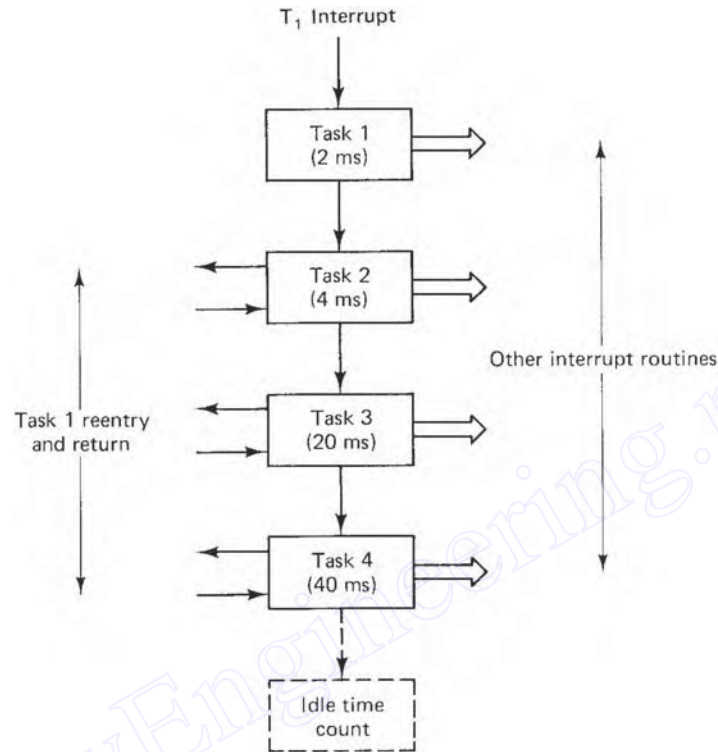 T₁ Interrupt
Task 1
(2 ms)
Task 2
(4 ms)
Other interrupt routines
Task 1 reentry
and return
Task 3
(20 ms)
Task 4
(40 ms)
Idle time
count